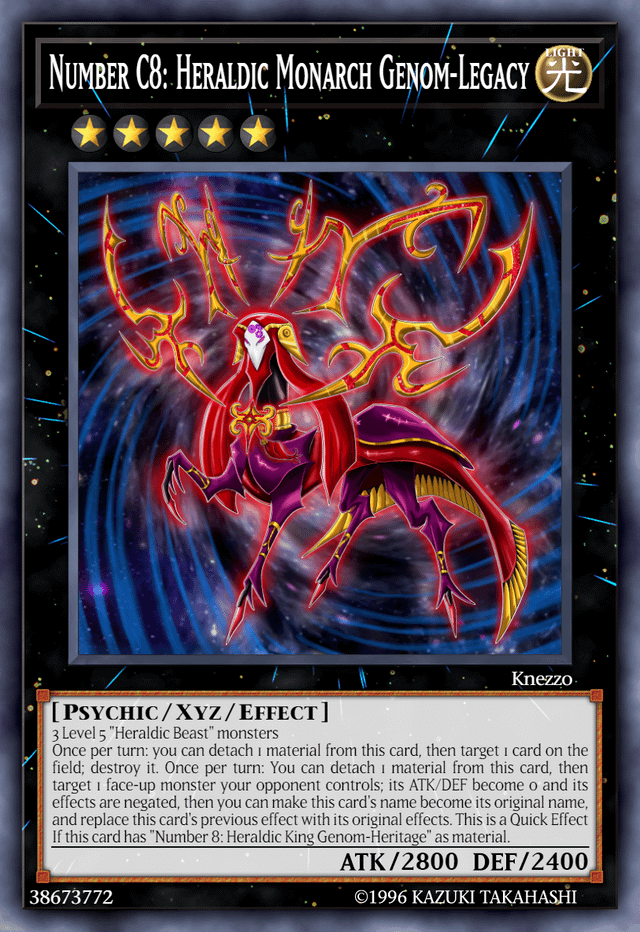 Number C8: Heraldic Monarch Genom-Legacy
LIGHT
光
Knezzo
[Psychic/Xyz/Effect]
3 Level 5 "Heraldic Beast" monsters
Once per turn: you can detach 1 material from this card, then target 1 card on the
field; destroy it. Once per turn: You can detach 1 material from this card, then
target 1 face-up monster your opponent controls; its ATK/DEF become 0 and its
effects are negated, then you can make this card's name become its original name,
and replace this card's previous effect with its original effects. This is a Quick Effect
If this card has "Number 8: Heraldic King Genom-Heritage" as material.
ATK/2800 DEF/2400
38673772
©1996 KAZUKI TAKAHASHI